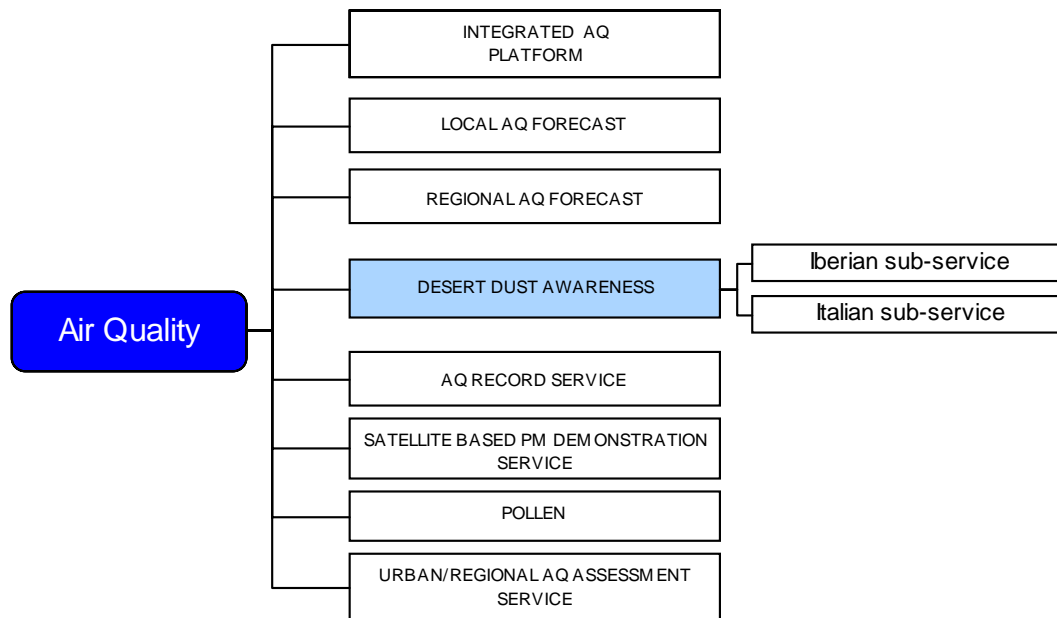 INTEGRATED AQ
PLATFORM
LOCAL AQ FORECAST
REGIONAL AQ FORECAST
DESERT DUST AWARENESS
Iberian sub-service
Italian sub-service
Air Quality
AQ RECORD SERVICE
SATELLITE BASED PM DEMONSTRATION
SERVICE
POLLEN
URBAN/REGIONAL AQ ASSESSMENT
SERVICE